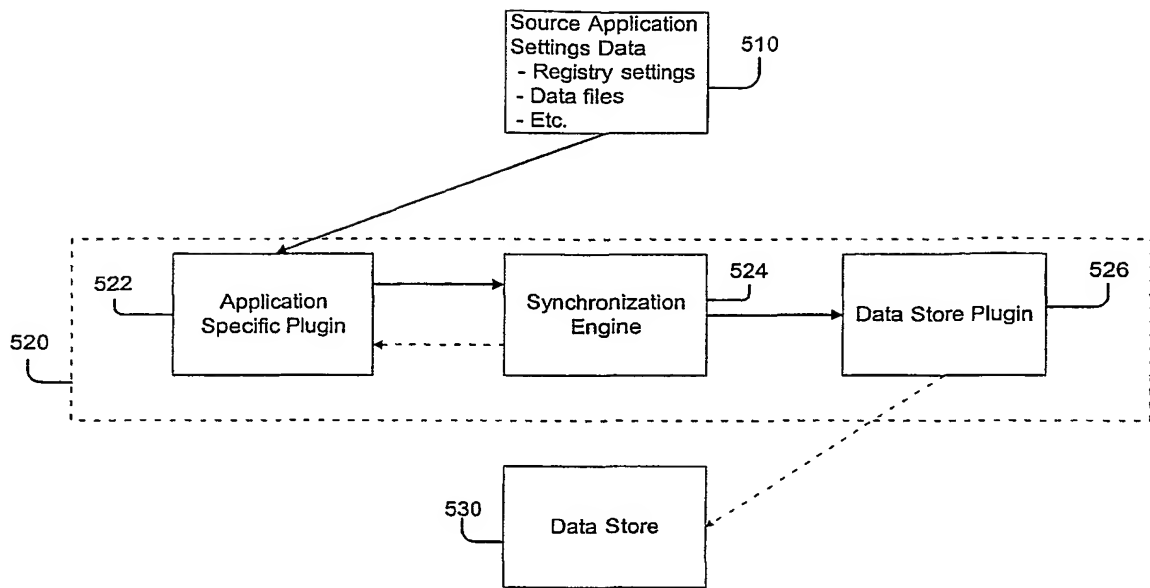 Source Application
Settings Data
- Registry settings
- Data files
- Etc.
510
522
Application
Specific Plugin
Synchronization
Engine
524
Data Store Plugin
526
520
530
Data Store